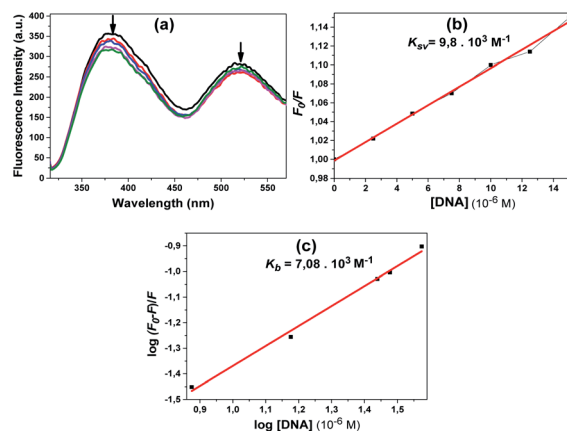 (a)
Fluorescence Intensity (a.u.)
400
350
300
250
200
150
100
50
0
350 400 450 500 550
Wavelength (nm)
(b)
Ksv = 9,8 . 10³ M⁻¹
F₀/F
1,14
1,12
1,10
1,08
1,06
1,04
1,02
1,00
0,98
0 2 4 6 8 10 12 14
[DNA] (10⁻⁶ M)
(c)
Kb = 7,08 . 10³ M⁻¹
log (F₀-F)/F
-0,9
-1,0
-1,1
-1,2
-1,3
-1,4
-1,5
0,9 1,0 1,1 1,2 1,3 1,4 1,5
log [DNA] (10⁻⁶ M)